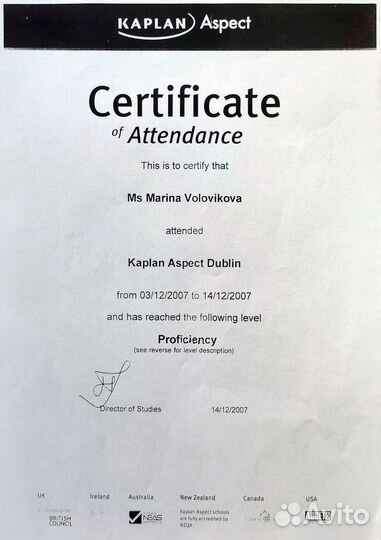 KAPLAN Aspect
Certificate
of Attendance
This is to certify that
Ms Marina Volovikova
attended
Kaplan Aspect Dublin
from 03/12/2007 to 14/12/2007
and has reached the following level
Proficiency
(see reverse for level description)
Director of Studies 14/12/2007
UK Ireland Australia New Zealand Canada USA
BRITISH COUNCIL
NEAS
Kaplan Aspect schools
are fully accredited by
NZQA
Avito